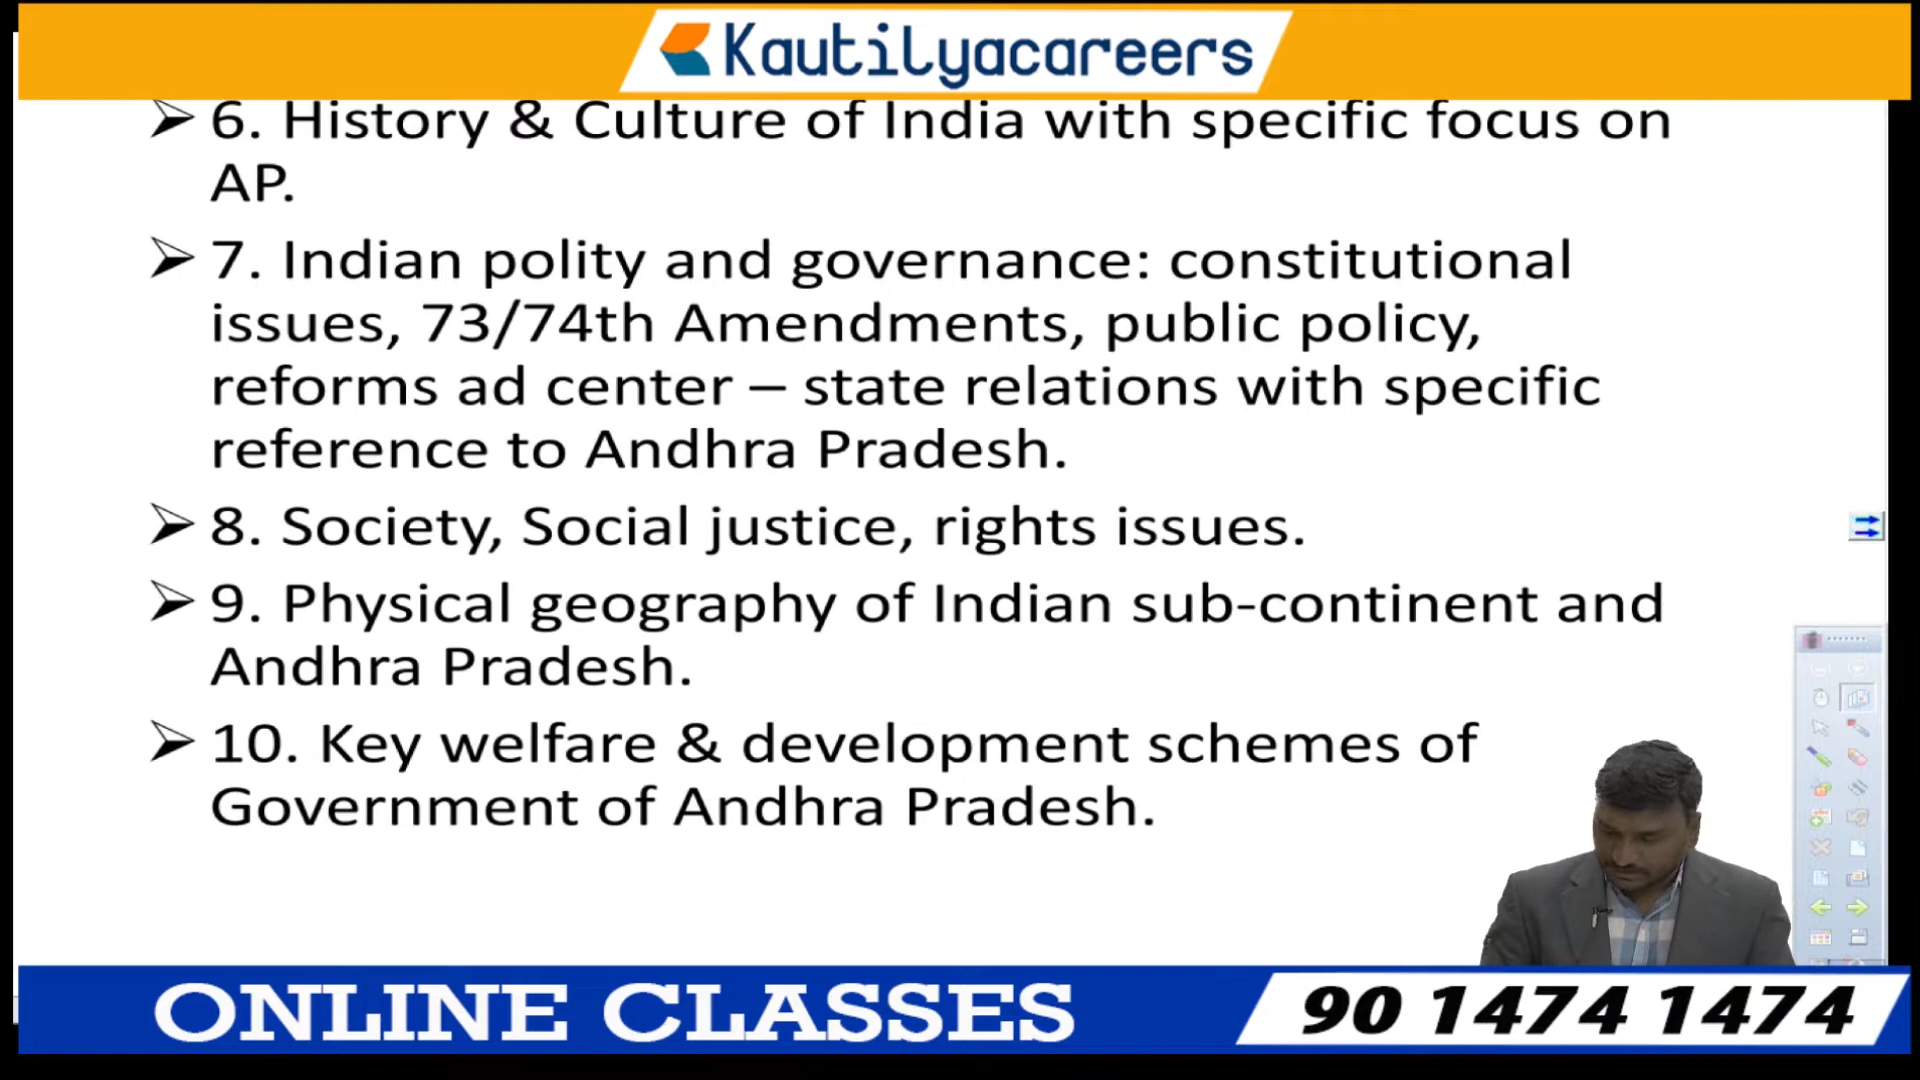 Kautilyacareers
➢ 6. History & Culture of India with specific focus on
AP.
➢ 7. Indian polity and governance: constitutional
issues, 73/74th Amendments, public policy,
reforms ad center – state relations with specific
reference to Andhra Pradesh.
➢ 8. Society, Social justice, rights issues.
➢ 9. Physical geography of Indian sub-continent and
Andhra Pradesh.
➢ 10. Key welfare & development schemes of
Government of Andhra Pradesh.
ONLINE CLASSES
90 1474 1474